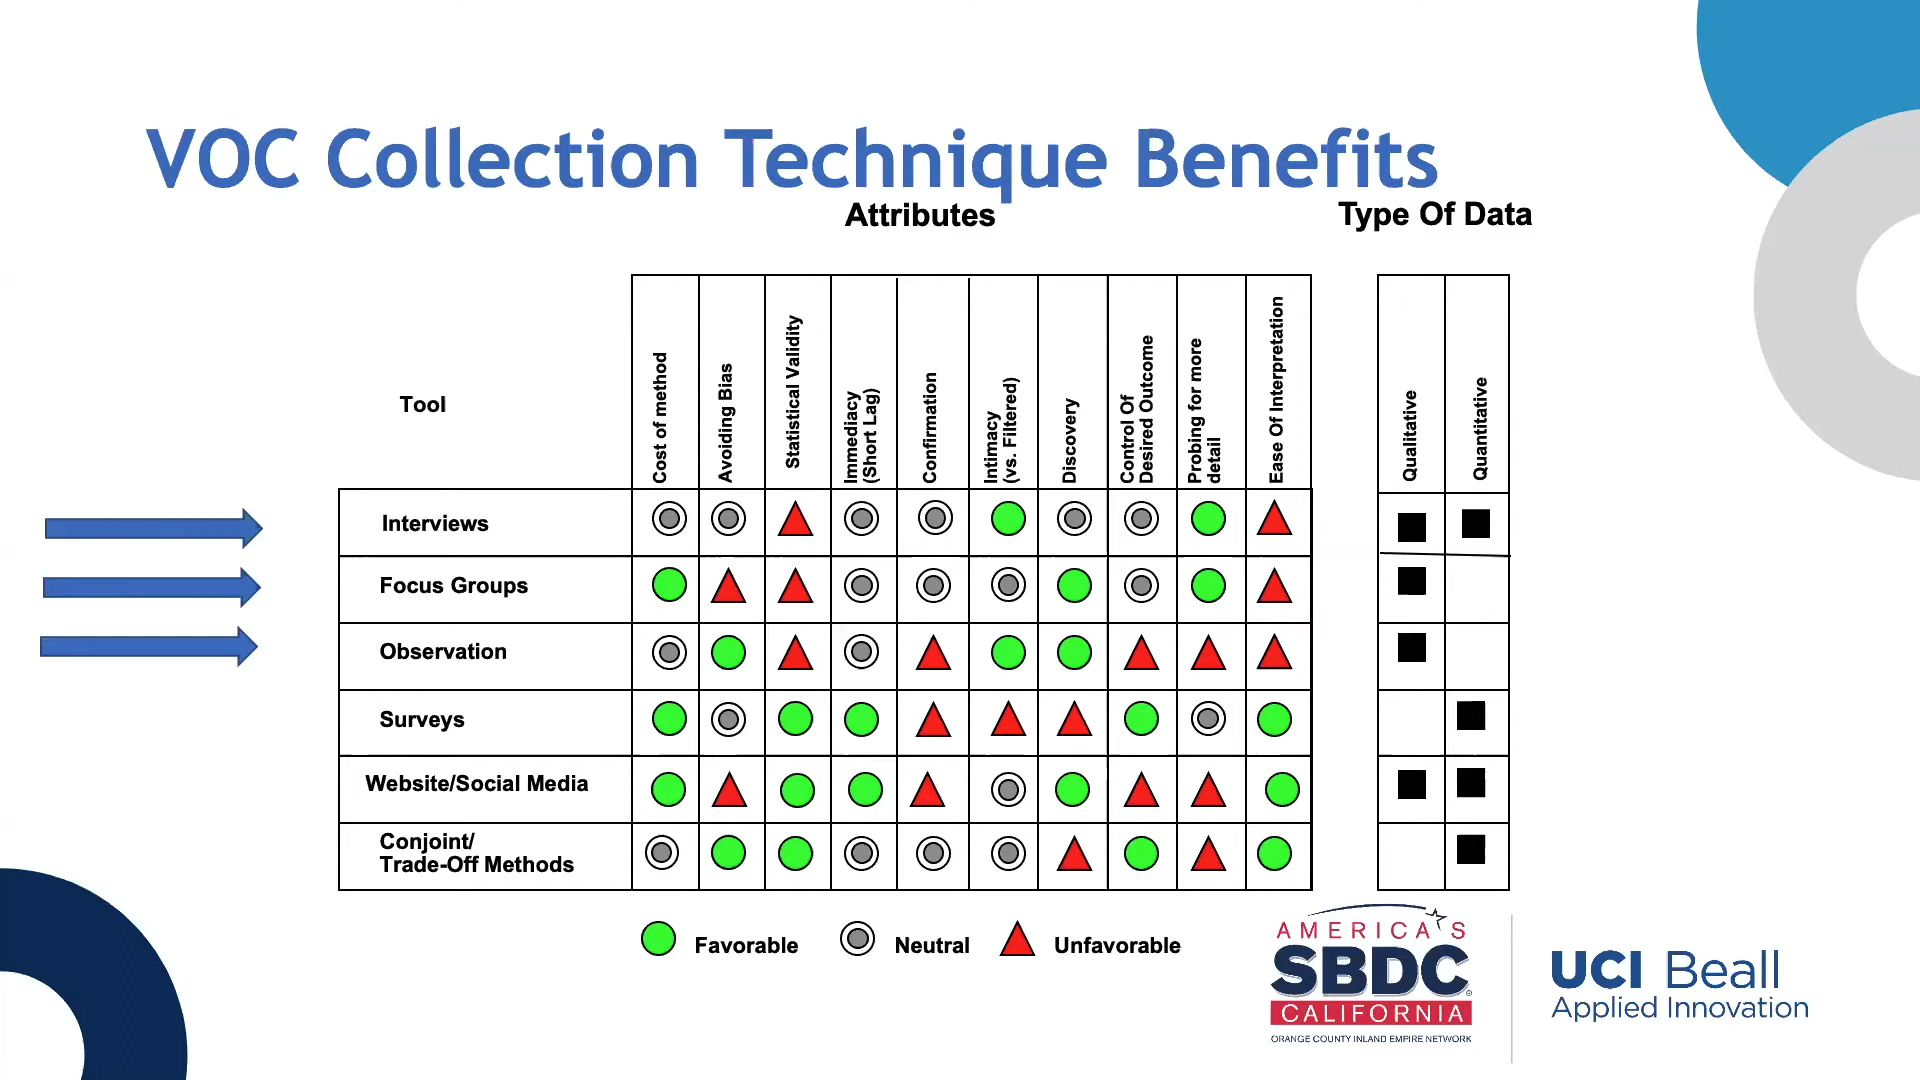 VOC Collection Technique Benefits
Attributes
Type Of Data
Tool
Cost of method
Avoiding Bias
Statistical Validity
Immediacy
(Short Lag)
Confirmation
Intimacy
(vs. Filtered)
Discovery
Control Of
Desired Outcome
Probing for more
detail
Ease Of Interpretation
Qualitative
Quantitative
Interviews
Focus Groups
Observation
Surveys
Website/Social Media
Conjoint/
Trade-Off Methods
Favorable
Neutral
Unfavorable
AMERICA'S
SBDC®
CALIFORNIA
ORANGE COUNTY INLAND EMPIRE NETWORK
UCI Beall
Applied Innovation